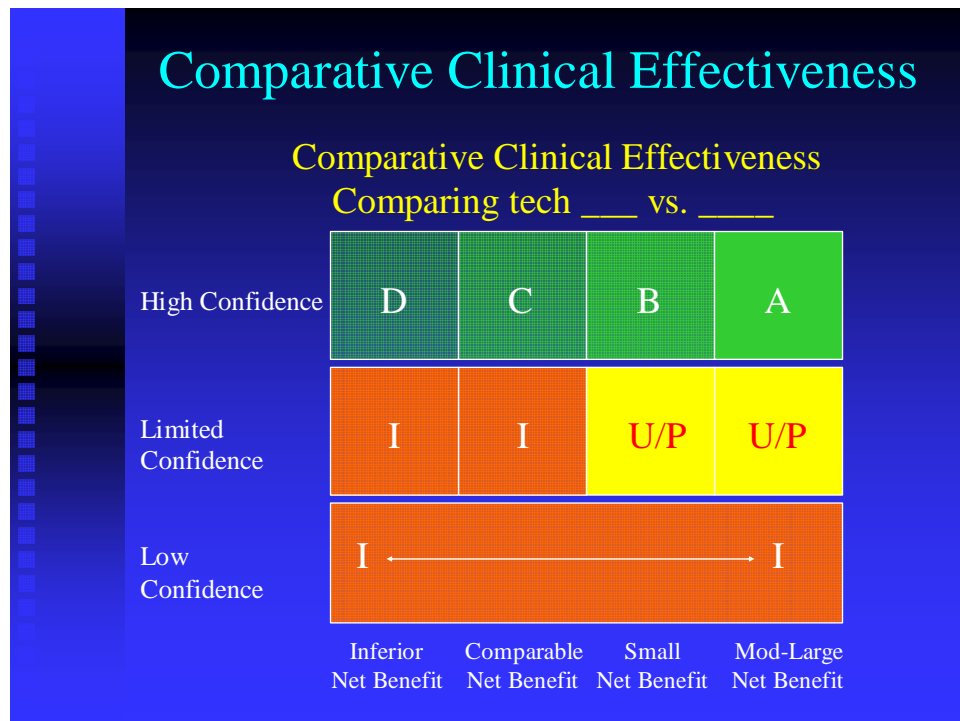 Comparative Clinical Effectiveness
Comparative Clinical Effectiveness
Comparing tech ___ vs. ____
High Confidence D C B A
Limited
Confidence
I I U/P U/P
Low
Confidence
I I
Inferior
Net Benefit
Comparable
Net Benefit
Small
Net Benefit
Mod-Large
Net Benefit